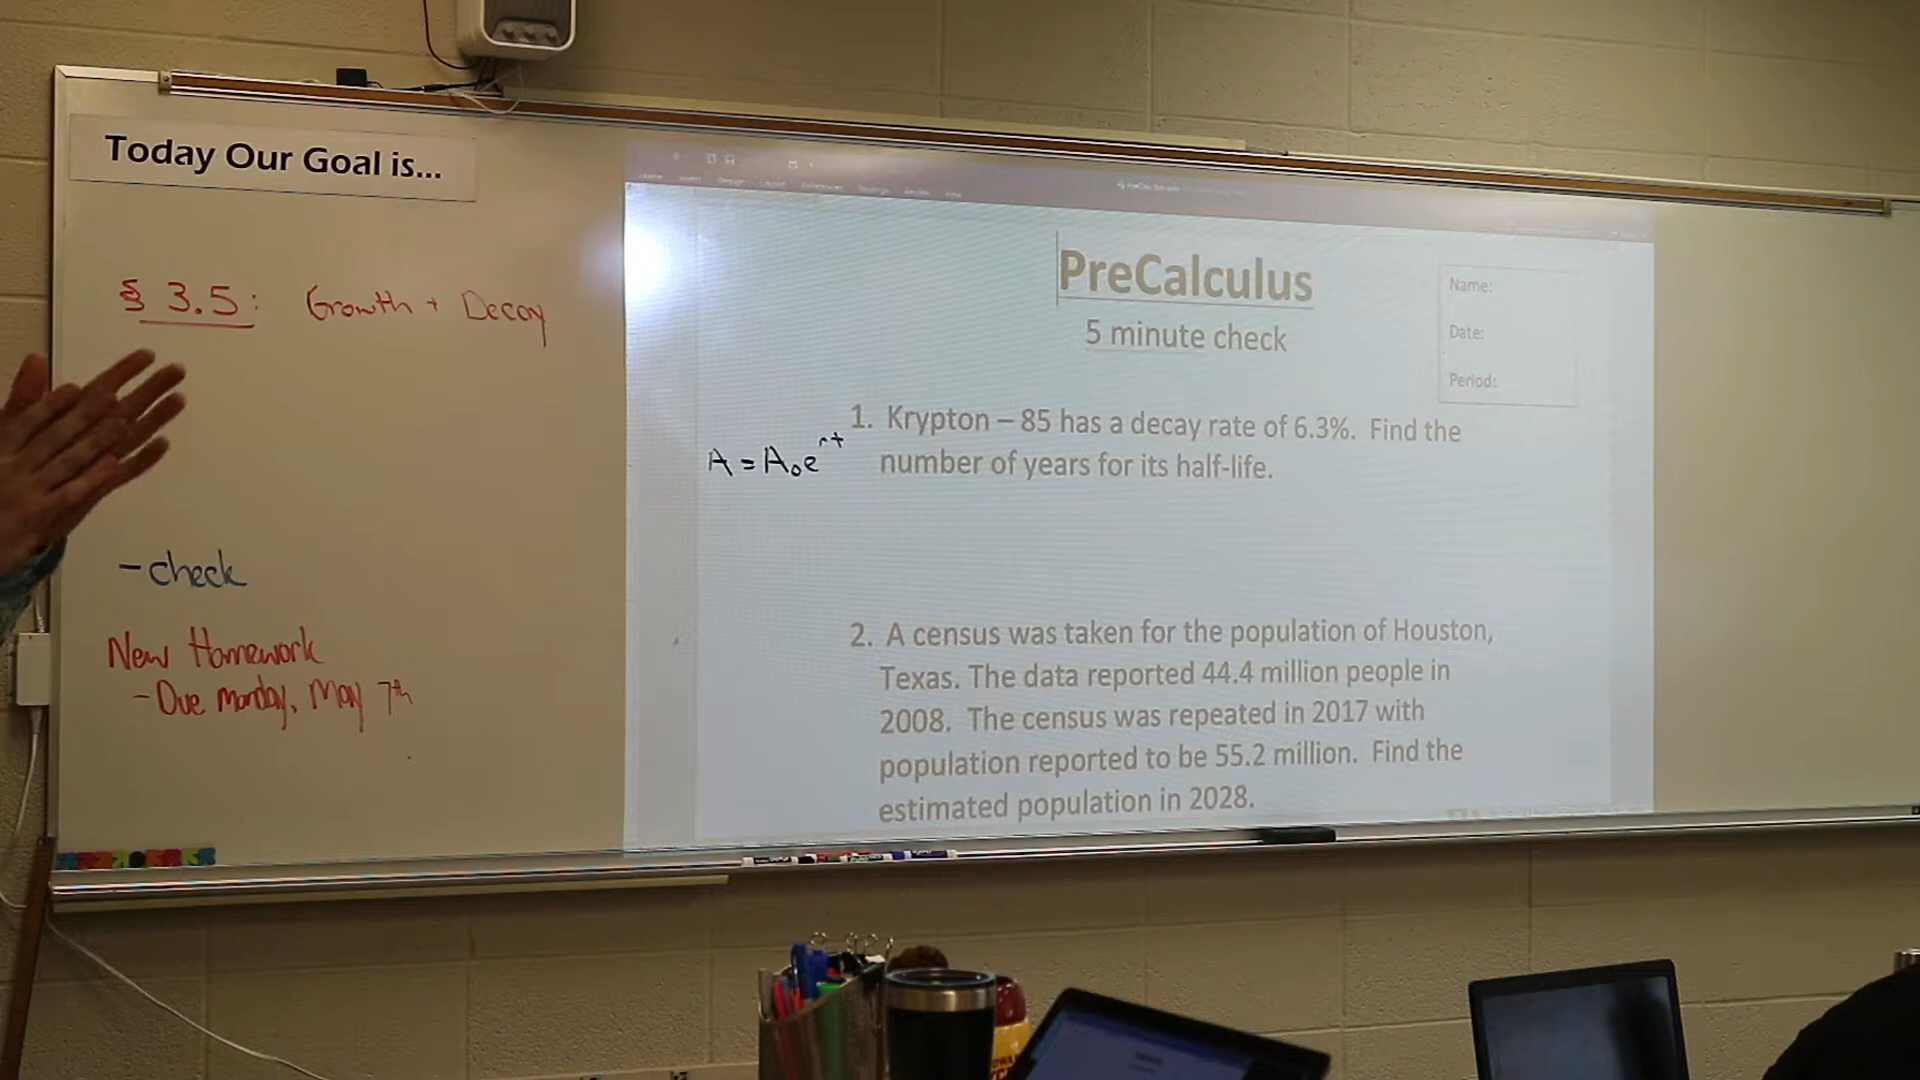 Today Our Goal is...
§ 3.5: Growth + Decay
- check
New Homework
- Due Monday, May 7th
PreCalculus
5 minute check
Name:
Date:
Period:
1. Krypton – 85 has a decay rate of 6.3%. Find the
number of years for its half-life.
A = A₀e^rt
2. A census was taken for the population of Houston,
Texas. The data reported 44.4 million people in
2008. The census was repeated in 2017 with
population reported to be 55.2 million. Find the
estimated population in 2028.